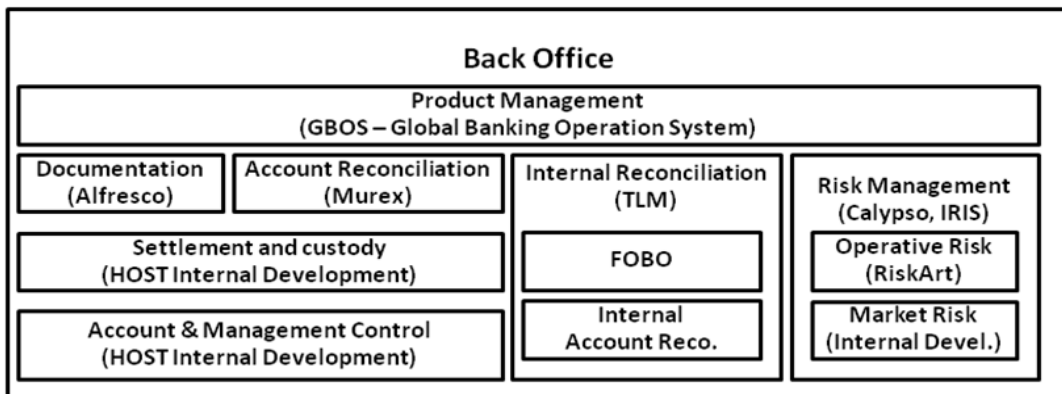 Back Office
Product Management
(GBOS – Global Banking Operation System)
Documentation
(Alfresco)
Account Reconciliation
(Murex)
Internal Reconciliation
(TLM)
Risk Management
(Calypso, IRIS)
Settlement and custody
(HOST Internal Development)
FOBO
Operative Risk
(RiskArt)
Account & Management Control
(HOST Internal Development)
Internal
Account Reco.
Market Risk
(Internal Devel.)